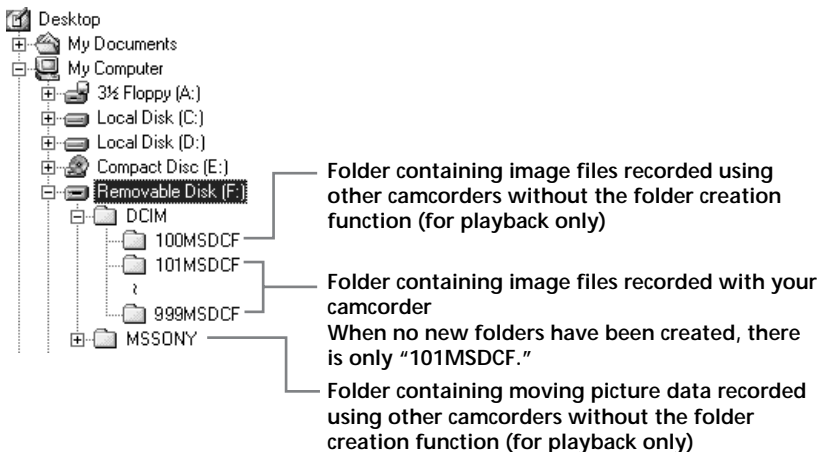 Desktop
My Documents
My Computer
3½ Floppy (A:)
Local Disk (C:)
Local Disk (D:)
Compact Disc (E:)
Removable Disk (F:)
DCIM
100MSDCF
101MSDCF
~
999MSDCF
MSSONY
Folder containing image files recorded using
other camcorders without the folder creation
function (for playback only)
Folder containing image files recorded with your
camcorder
When no new folders have been created, there
is only “101MSDCF.”
Folder containing moving picture data recorded
using other camcorders without the folder
creation function (for playback only)